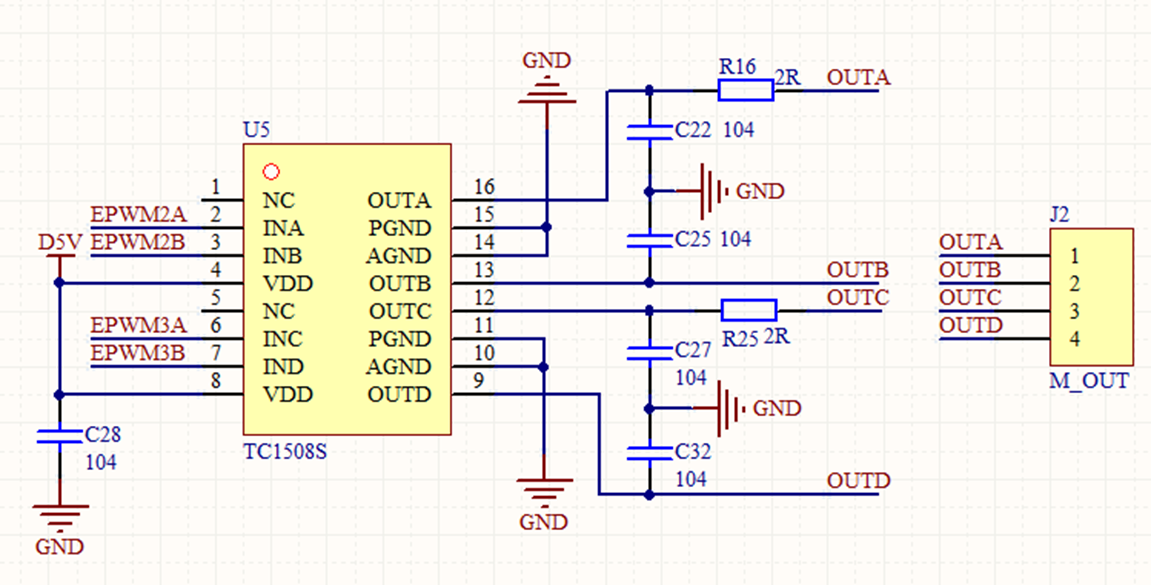 GND
R16
2R
OUTA
U5
C22 104
GND
1
NC
OUTA
16
EPWM2A
2
INA
PGND
15
D5V
EPWM2B
3
INB
AGND
14
C25 104
4
VDD
OUTB
13
OUTB
5
NC
OUTC
12
OUTC
EPWM3A
6
INC
PGND
11
R25 2R
EPWM3B
7
IND
AGND
10
C27
104
8
VDD
OUTD
9
GND
C28
104
TC1508S
C32
104
OUTD
GND
GND
J2
OUTA
1
OUTB
2
OUTC
3
OUTD
4
M_OUT